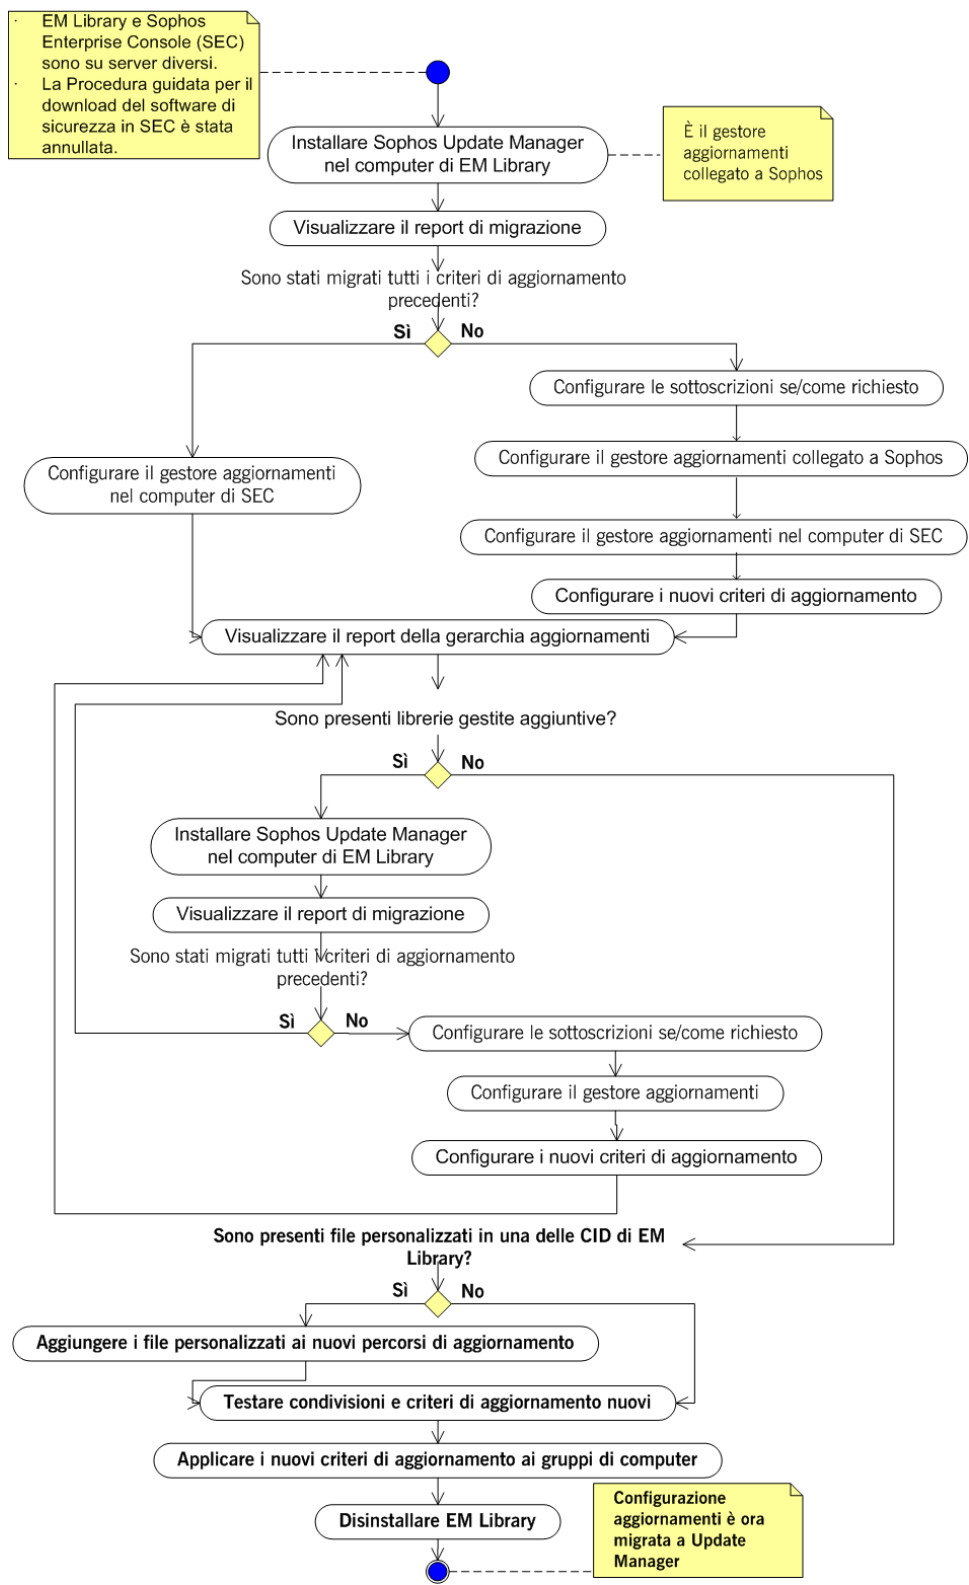 · EM Library e Sophos
Enterprise Console (SEC)
sono su server diversi.
· La Procedura guidata per il
download del software di
sicurezza in SEC è stata
annullata.
Installare Sophos Update Manager
nel computer di EM Library
È il gestore
aggiornamenti
collegato a Sophos
Visualizzare il report di migrazione
Sono stati migrati tutti i criteri di aggiornamento
precedenti?
Sì No
Configurare le sottoscrizioni se/come richiesto
Configurare il gestore aggiornamenti collegato a Sophos
Configurare il gestore aggiornamenti
nel computer di SEC
Configurare il gestore aggiornamenti nel computer di SEC
Configurare i nuovi criteri di aggiornamento
Visualizzare il report della gerarchia aggiornamenti
Sono presenti librerie gestite aggiuntive?
Sì No
Installare Sophos Update Manager
nel computer di EM Library
Visualizzare il report di migrazione
Sono stati migrati tutti i criteri di aggiornamento
precedenti?
Sì No
Configurare le sottoscrizioni se/come richiesto
Configurare il gestore aggiornamenti
Configurare i nuovi criteri di aggiornamento
Sono presenti file personalizzati in una delle CID di EM
Library?
Sì No
Aggiungere i file personalizzati ai nuovi percorsi di aggiornamento
Testare condivisioni e criteri di aggiornamento nuovi
Applicare i nuovi criteri di aggiornamento ai gruppi di computer
Disinstallare EM Library
Configurazione
aggiornamenti è ora
migrata a Update
Manager